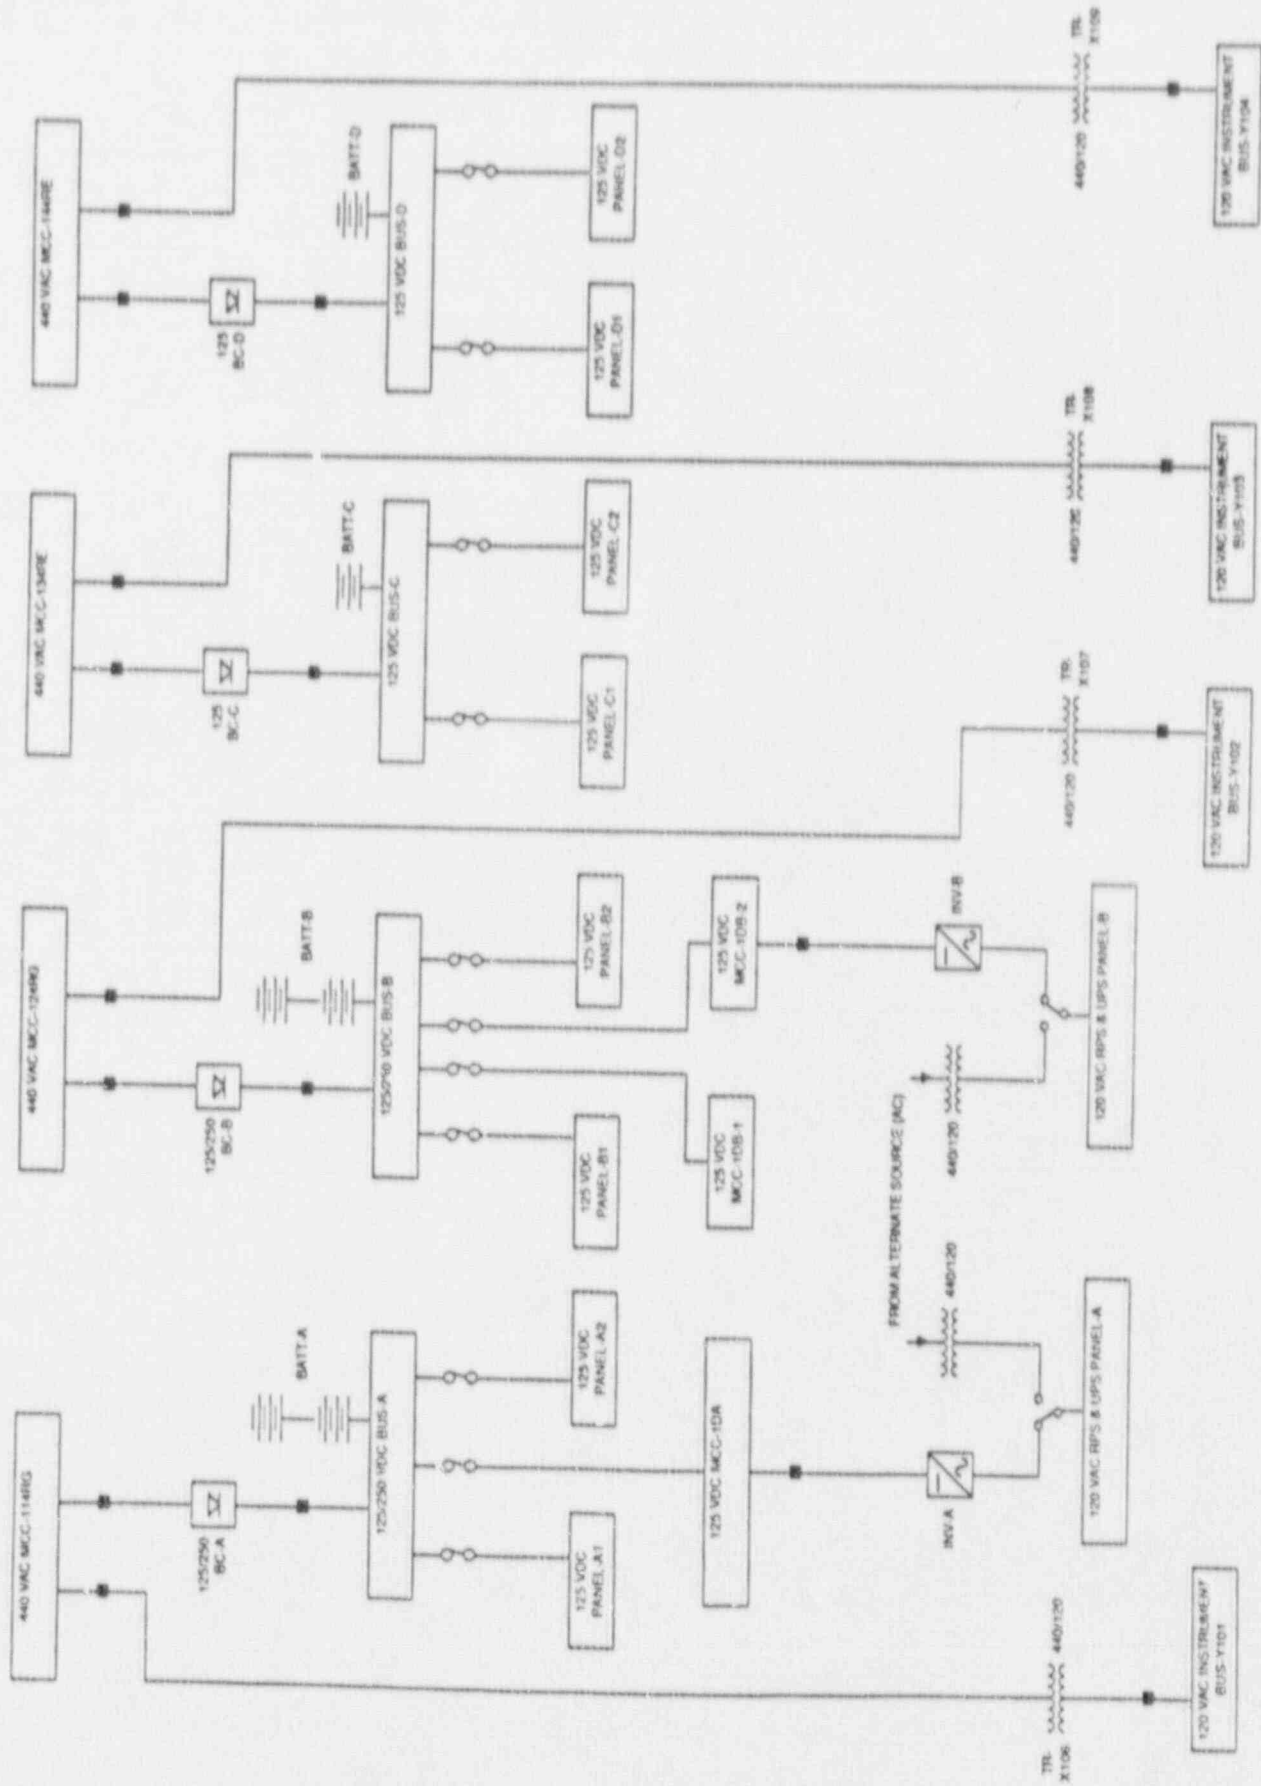 440 VAC MCC-114RG
440 VAC MCC-124RG
440 VAC MCC-134RE
440 VAC MCC-144RE
125/250
BC-A
125/250
BC-B
125
BC-C
125
BC-D
BATT-A
BATT-B
BATT-C
BATT-D
125/250 VDC BUS-A
VDC BUS-B
125 VDC BUS-C
125 VDC BUS-D
125 VDC
PANEL-A1
125 VDC
PANEL-A2
125 VDC
PANEL-B1
125 VDC
PANEL-B2
125 VDC
PANEL-C1
125 VDC
PANEL-C2
125 VDC
PANEL-D1
125 VDC
PANEL-D2
125 VDC MCC-1DA
125 VDC
MCC-1DB-1
125 VDC
MCC-1DB-2
FROM ALTERNATE SOURCE (AC)
INV-A
440/120
440/120
INV-B
TR-
X106
440/120
440/120
TR-
X107
440/120
TR-
X108
440/120
TR-
X109
120 VAC RPS & UPS PANEL-A
120 VAC RPS & UPS PANEL-B
120 VAC INSTRUMENT
BUS-Y101
120 VAC INSTRUMENT
BUS-Y102
120 VAC INSTRUMENT
BUS-Y103
120 VAC INSTRUMENT
BUS-Y104